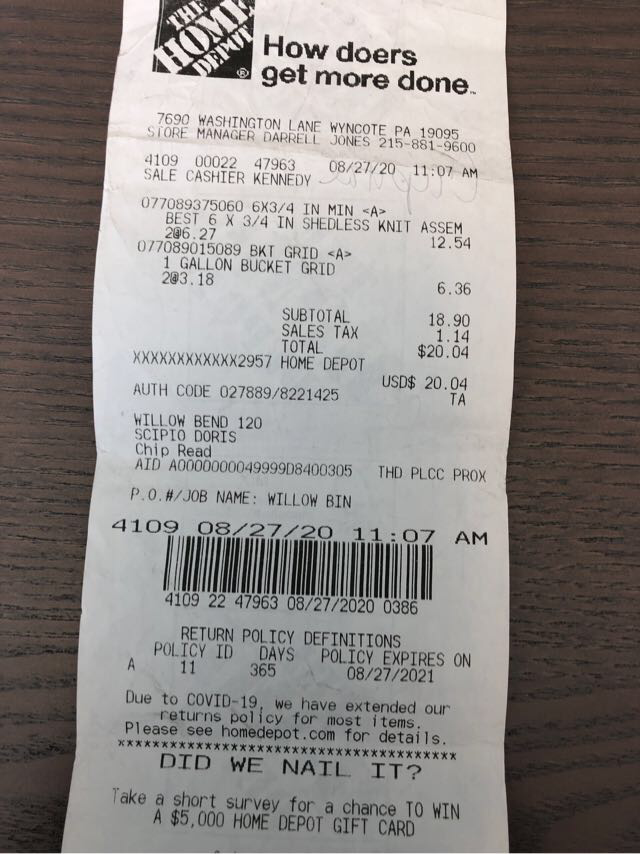 THE
HOME
DEPOT
®
How doers
get more done™
7690 WASHINGTON LANE WYNCOTE PA 19095
STORE MANAGER DARRELL JONES 215-881-9600
4109 00022 47963 08/27/20 11:07 AM
SALE CASHIER KENNEDY
077089375060 6X3/4 IN MIN <A>
BEST 6 X 3/4 IN SHEDLESS KNIT ASSEM
2@6.27 12.54
077089015089 BKT GRID <A>
1 GALLON BUCKET GRID
2@3.18 6.36
SUBTOTAL 18.90
SALES TAX 1.14
TOTAL $20.04
XXXXXXXXXXXX2957 HOME DEPOT
USD$ 20.04
AUTH CODE 027889/8221425 TA
WILLOW BEND 120
SCIPIO DORIS
Chip Read
AID A0000000049999D8400305 THD PLCC PROX
P.O.#/JOB NAME: WILLOW BIN
4109 08/27/20 11:07 AM
4109 22 47963 08/27/2020 0386
RETURN POLICY DEFINITIONS
POLICY ID DAYS POLICY EXPIRES ON
A 11 365 08/27/2021
Due to COVID-19, we have extended our
returns policy for most items.
Please see homedepot.com for details.
*****************************************
DID WE NAIL IT?
Take a short survey for a chance TO WIN
A $5,000 HOME DEPOT GIFT CARD